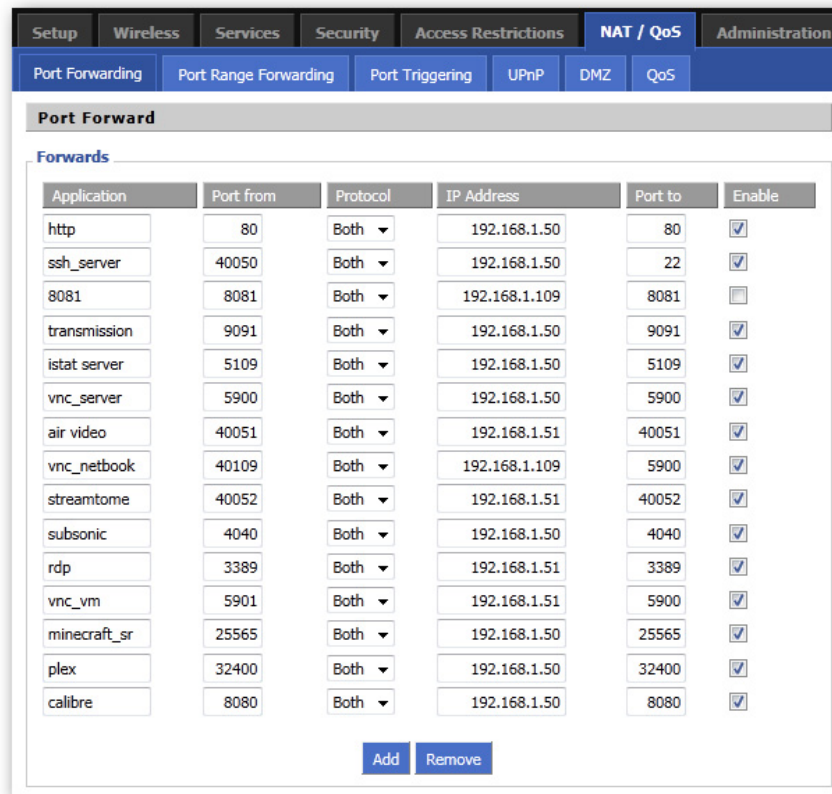 Setup Wireless Services Security Access Restrictions NAT / QoS Administration
Port Forwarding Port Range Forwarding Port Triggering UPnP DMZ QoS
Port Forward
Forwards
Application Port from Protocol IP Address Port to Enable
http 80 Both 192.168.1.50 80
ssh_server 40050 Both 192.168.1.50 22
8081 8081 Both 192.168.1.109 8081
transmission 9091 Both 192.168.1.50 9091
istat server 5109 Both 192.168.1.50 5109
vnc_server 5900 Both 192.168.1.50 5900
air video 40051 Both 192.168.1.51 40051
vnc_netbook 40109 Both 192.168.1.109 5900
streamtome 40052 Both 192.168.1.51 40052
subsonic 4040 Both 192.168.1.50 4040
rdp 3389 Both 192.168.1.51 3389
vnc_vm 5901 Both 192.168.1.51 5900
minecraft_sr 25565 Both 192.168.1.50 25565
plex 32400 Both 192.168.1.50 32400
calibre 8080 Both 192.168.1.50 8080
Add Remove